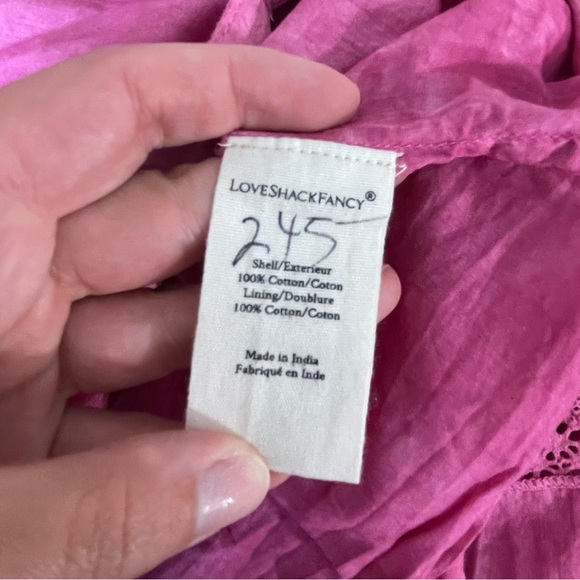 LoveShackFancy®
245
Shell/Exterieur
100% Cotton/Coton
Lining/Doublure
100% Cotton/Coton
Made in India
Fabriqué en Inde